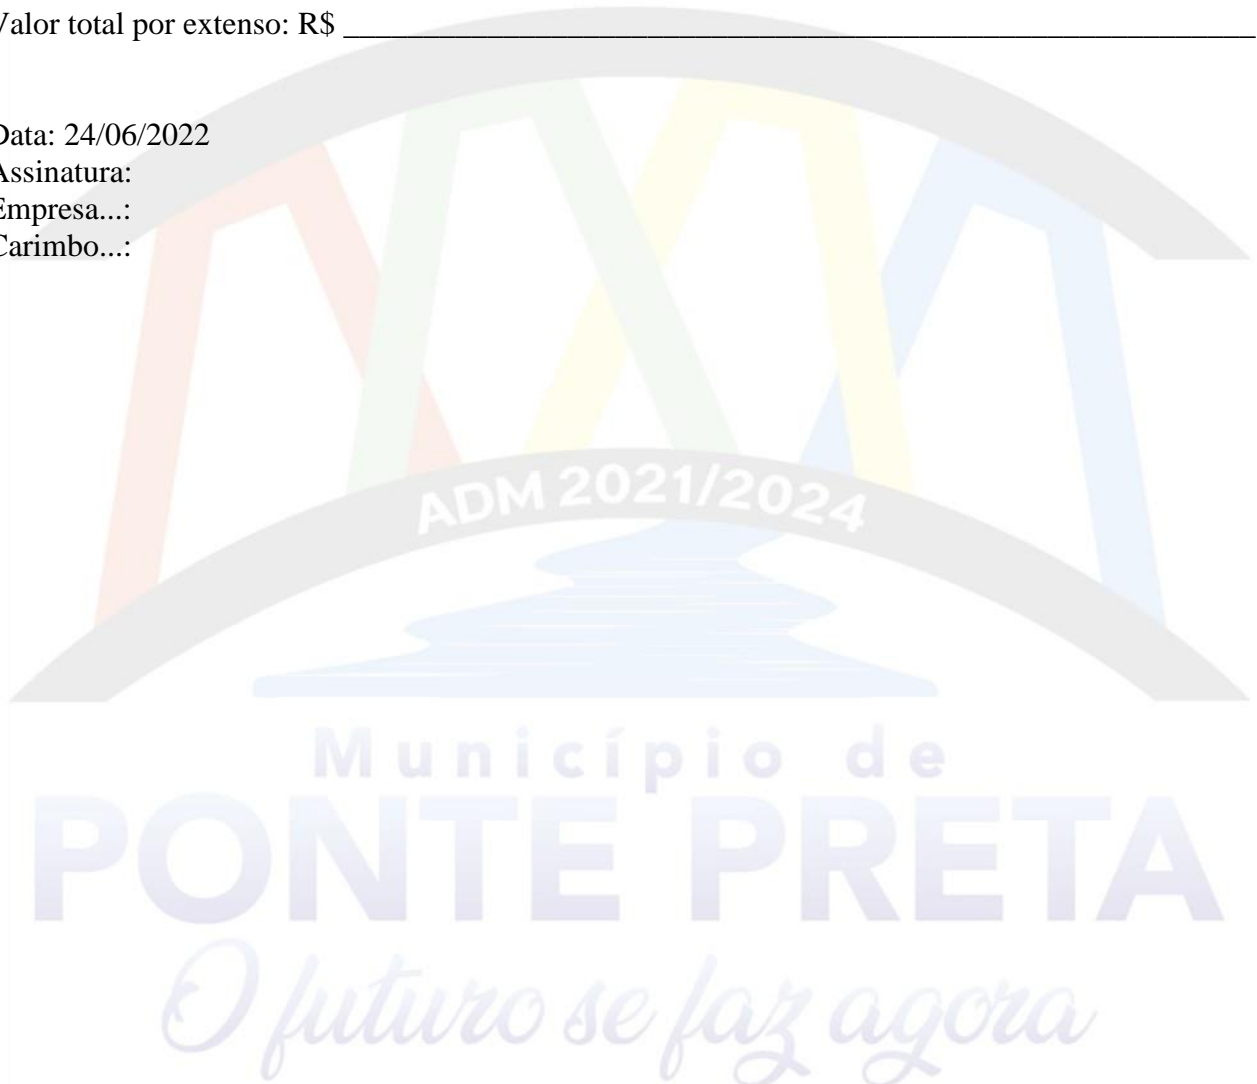 Valor total por extenso: R$ _________________________________________________________
Data: 24/06/2022
Assinatura:
Empresa...:
Carimbo...:
ADM 2021/2024
Município de
PONTE PRETA
O futuro se faz agora